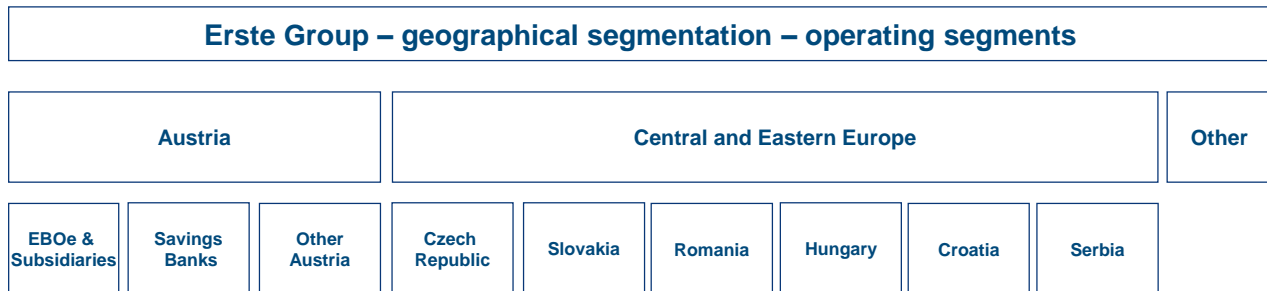 Erste Group – geographical segmentation – operating segments
Austria
Central and Eastern Europe
Other
EBOe &
Subsidiaries
Savings
Banks
Other
Austria
Czech
Republic
Slovakia
Romania
Hungary
Croatia
Serbia